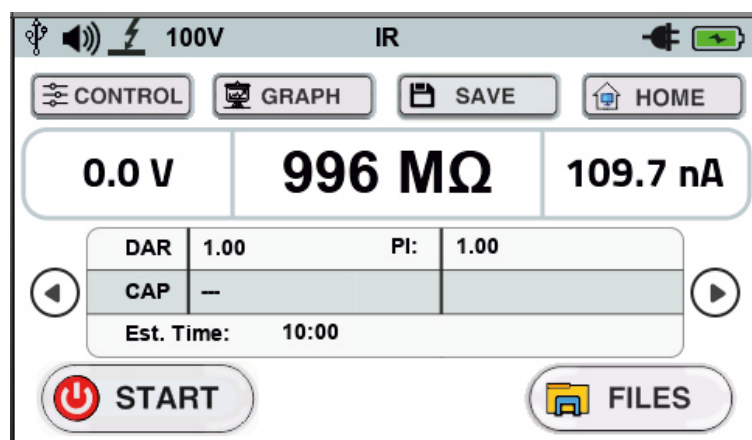 100V IR
CONTROL GRAPH SAVE HOME
0.0 V 996 MΩ 109.7 nA
DAR 1.00 PI: 1.00
CAP ---
Est. Time: 10:00
START FILES